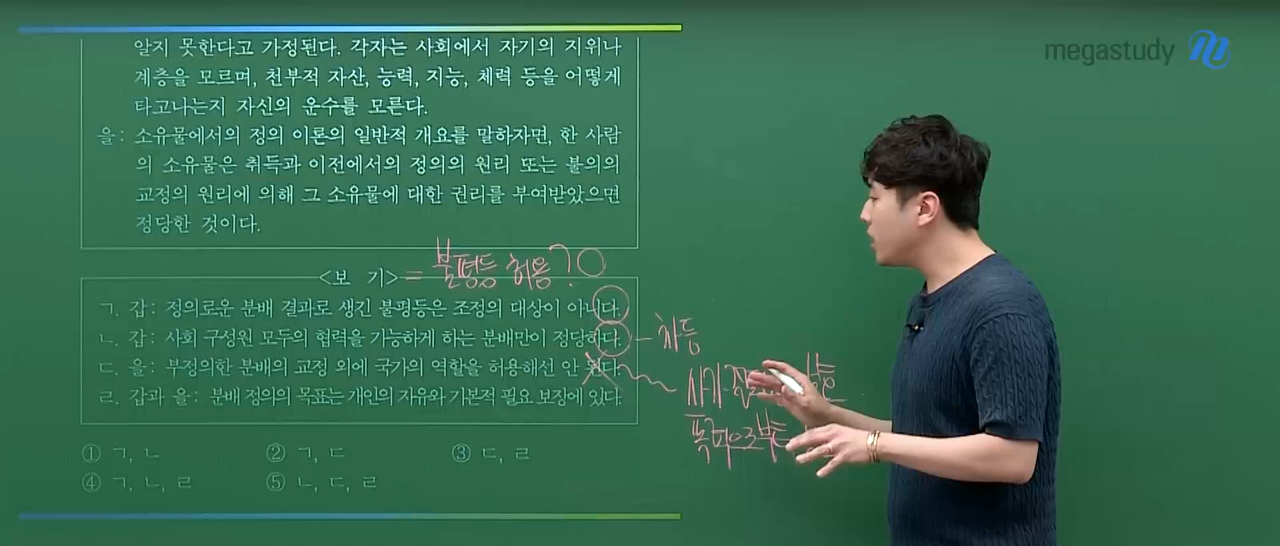 megastudy
알지 못한다고 가정된다. 각자는 사회에서 자기의 지위나
계층을 모르며, 천부적 자산, 능력, 지능, 체력 등을 어떻게
타고나는지 자신의 운수를 모른다.
을: 소유물에서의 정의 이론의 일반적 개요를 말하자면, 한 사람
의 소유물은 취득과 이전에서의 정의의 원리 또는 불의의
교정의 원리에 의해 그 소유물에 대한 권리를 부여받았으면
정당한 것이다.
<보 기> = 불평등 허용? ○
ㄱ. 갑: 정의로운 분배 결과로 생긴 불평등은 조정의 대상이 아니다.
ㄴ. 갑: 사회 구성원 모두의 협력을 가능하게 하는 분배만이 정당하다. - 차등
ㄷ. 을: 부정의한 분배의 교정 외에 국가의 역할을 허용해선 안 된다.
사기
ㄹ. 갑과 을: 분배 정의의 목표는 개인의 자유와 기본적 필요 보장에 있다.
폭력으로부터
① ㄱ, ㄴ ② ㄱ, ㄷ ③ ㄷ, ㄹ
④ ㄱ, ㄴ, ㄹ ⑤ ㄴ, ㄷ, ㄹ